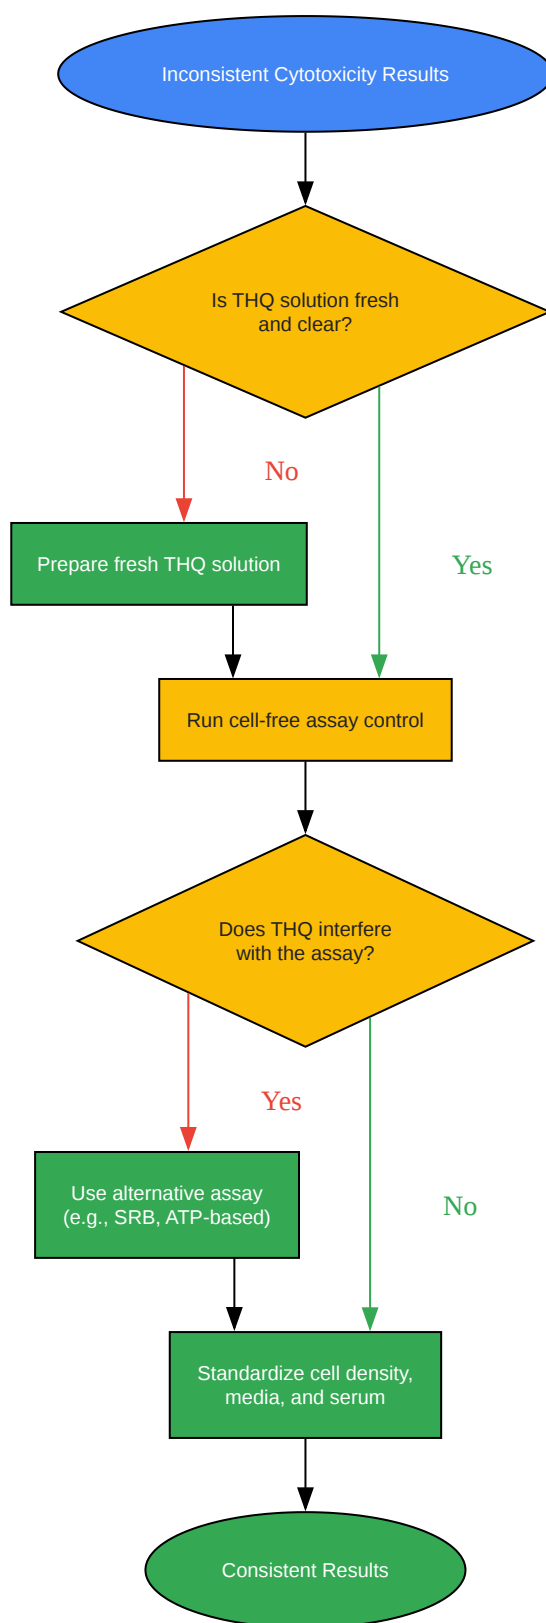 Inconsistent Cytotoxicity Results
Is THQ solution fresh
and clear?
No
Prepare fresh THQ solution
Yes
Run cell-free assay control
Does THQ interfere
with the assay?
Yes
Use alternative assay
(e.g., SRB, ATP-based)
No
Standardize cell density,
media, and serum
Consistent Results